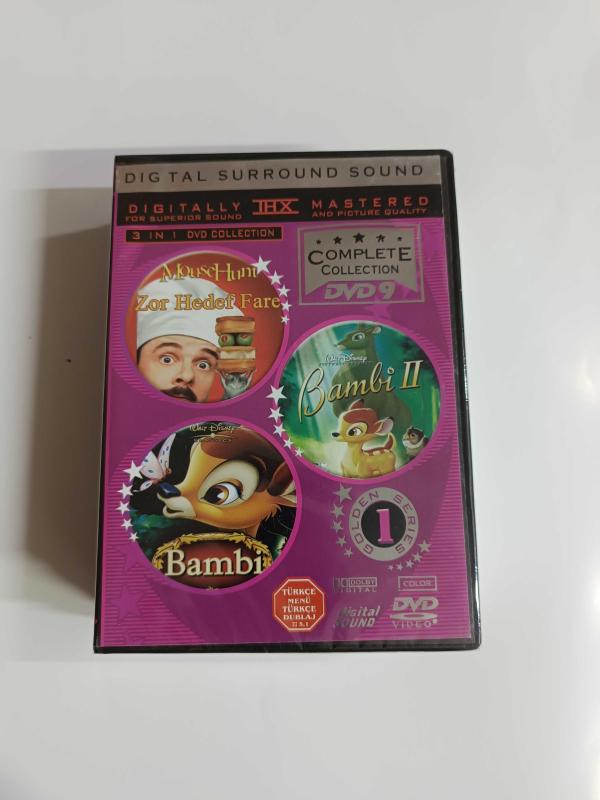 DIGITAL SURROUND SOUND
DIGITALLY THX MASTERED
FOR SUPERIOR SOUND AND PICTURE QUALITY
3 IN 1 DVD COLLECTION
COMPLETE
COLLECTION
DVD 9
MouseHunt
Zor Hedef Fare
Walt Disney
Bambi II
Walt Disney
Bambi
GOLDEN SERIES
1
TÜRKÇE
MENÜ
TÜRKÇE
DUBLAJ
5.1
DOLBY
DIGITAL
COLOR
Digital
SOUND
DVD
VIDEO